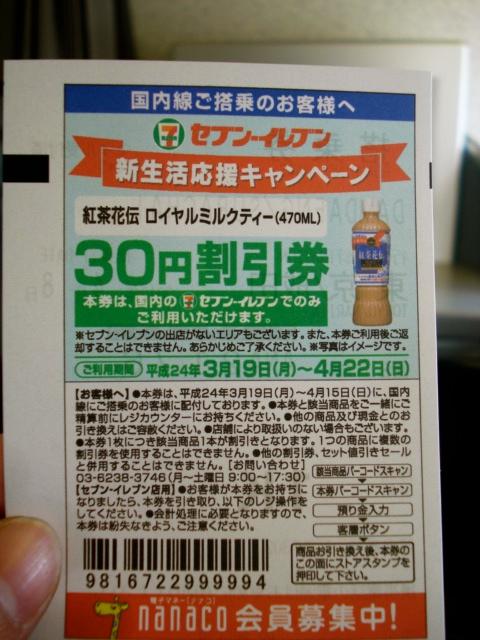 国内線ご搭乗のお客様へ
セブン-イレブン
新生活応援キャンペーン
紅茶花伝 ロイヤルミルクティー(470ML)
30円割引券
本券は、国内の セブン-イレブンでのみ
ご利用いただけます。
※セブン-イレブンの出店がないエリアもございます。また、本券ご利用後ご返
却することはできません。あらかじめご了承ください。※写真はイメージです。
ご利用期間 平成24年3月19日(月)〜4月22日(日)
【お客様へ】●本券は、平成24年3月19日(月)〜4月15日(日)に、国内
線にご搭乗のお客様に配付しております。●本券と該当商品をご一緒にご
精算前にレジカウンターにお持ちください。●他の商品及び現金とのお
引き換えはご容赦ください。●店舗により取扱いのない場合もございます。
●本券1枚につき該当商品1本が割引きとなります。1つの商品に複数の
割引券を使用することはできません。●他の割引券、セット値引きセール
と併用することはできません。【お問い合わせ】
03-6238-3746(月〜土曜日 9:00〜17:30)
【セブン-イレブン店用】●お客様が本券をお持ちに
なりましたら、本券を引き取り、以下のレジ操作を
してください。●会計処理に必要となりますので、
本券は紛失なきよう、ご注意ください。
該当商品バーコードスキャン
本券バーコードスキャン
預り金入力
客層ボタン
商品お引き換え後、本券の
この面にストアスタンプを
押印して下さい。
9816722999994
電子マネー[ナナコ]
nanaco 会員募集中!